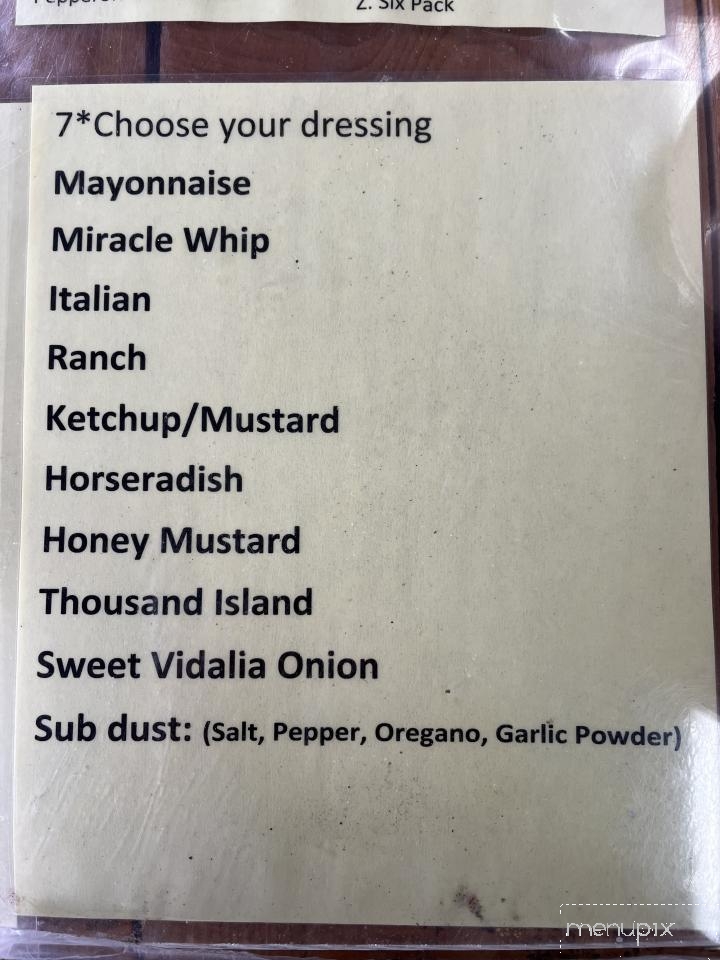 2. Six Pack
7*Choose your dressing
Mayonnaise
Miracle Whip
Italian
Ranch
Ketchup/Mustard
Horseradish
Honey Mustard
Thousand Island
Sweet Vidalia Onion
Sub dust: (Salt, Pepper, Oregano, Garlic Powder)
menupix